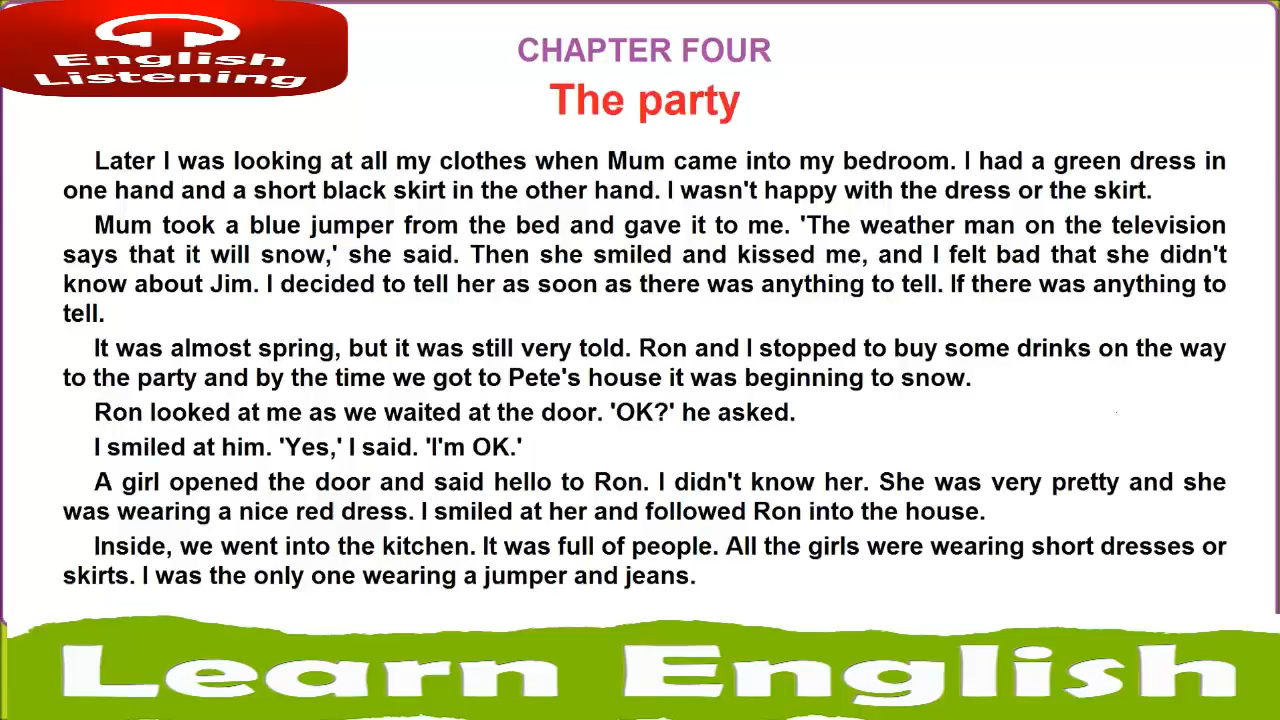 English
Listening
CHAPTER FOUR
The party
Later I was looking at all my clothes when Mum came into my bedroom. I had a green dress in
one hand and a short black skirt in the other hand. I wasn't happy with the dress or the skirt.
Mum took a blue jumper from the bed and gave it to me. 'The weather man on the television
says that it will snow,' she said. Then she smiled and kissed me, and I felt bad that she didn't
know about Jim. I decided to tell her as soon as there was anything to tell. If there was anything to
tell.
It was almost spring, but it was still very told. Ron and I stopped to buy some drinks on the way
to the party and by the time we got to Pete's house it was beginning to snow.
Ron looked at me as we waited at the door. 'OK?' he asked.
I smiled at him. 'Yes,' I said. 'I'm OK.'
A girl opened the door and said hello to Ron. I didn't know her. She was very pretty and she
was wearing a nice red dress. I smiled at her and followed Ron into the house.
Inside, we went into the kitchen. It was full of people. All the girls were wearing short dresses or
skirts. I was the only one wearing a jumper and jeans.
Learn English